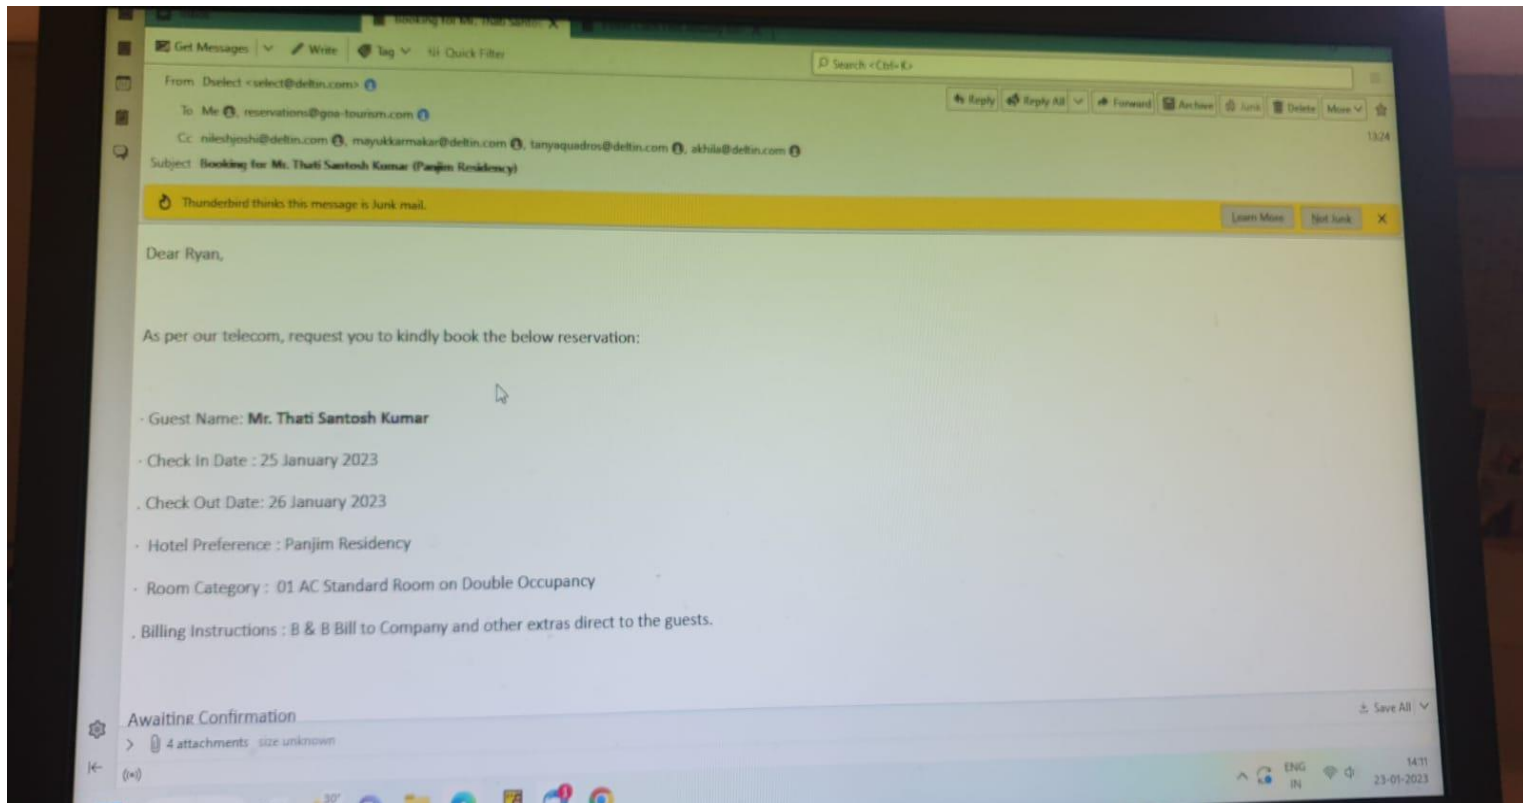 Booking for Mr. Thati Santo
Get Messages Write Tag Quick Filter
Search <Ctrl+K>
From Dselect <select@deltin.com>
Reply Reply All Forward Archive Junk Delete More
To Me, reservations@goa-tourism.com
13:24
Cc nileshjoshi@deltin.com, mayukkarmakar@deltin.com, tanyaquadros@deltin.com, akhila@deltin.com
Subject Booking for Mr. Thati Santosh Kumar (Panjim Residency)
Thunderbird thinks this message is Junk mail.
Learn More Not Junk X
Dear Ryan,
As per our telecom, request you to kindly book the below reservation:
· Guest Name: Mr. Thati Santosh Kumar
· Check In Date : 25 January 2023
. Check Out Date: 26 January 2023
· Hotel Preference : Panjim Residency
· Room Category : 01 AC Standard Room on Double Occupancy
. Billing Instructions : B & B Bill to Company and other extras direct to the guests.
Awaiting Confirmation
4 attachments size unknown
Save All
ENG
IN
14:11
23-01-2023
30°